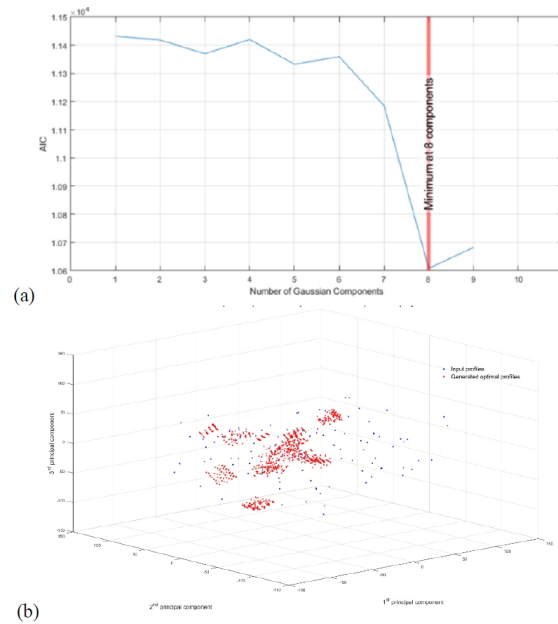 1.15
×10⁴
1.14
1.13
1.12
1.11
1.1
1.09
1.08
1.07
1.06
AIC
Minimum at 8 components
0 1 2 3 4 5 6 7 8 9 10
Number of Gaussian Components
(a)
Input profiles
Generated optimal profiles
3rd principal component
2nd principal component
1st principal component
(b)